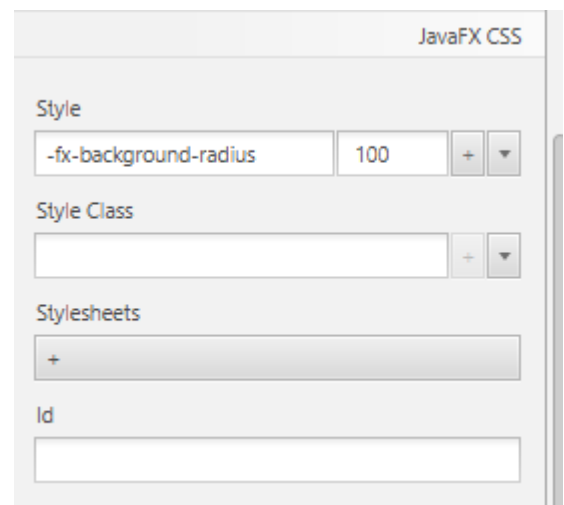 JavaFX CSS
Style
-fx-background-radius 100 +
Style Class
+
Stylesheets
+
Id